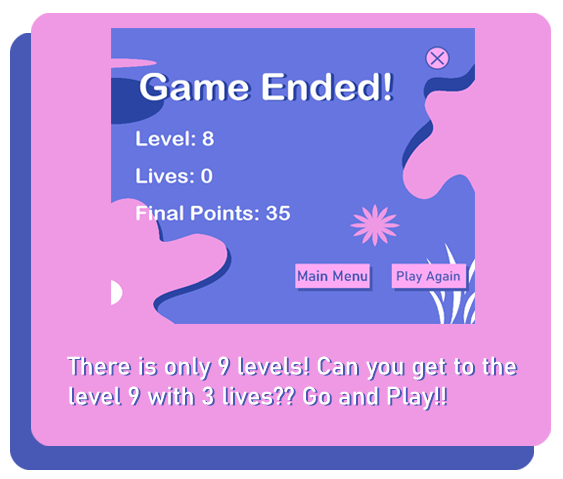 Game Ended!
Level: 8
Lives: 0
Final Points: 35
Main Menu
Play Again
There is only 9 levels! Can you get to the
level 9 with 3 lives?? Go and Play!!